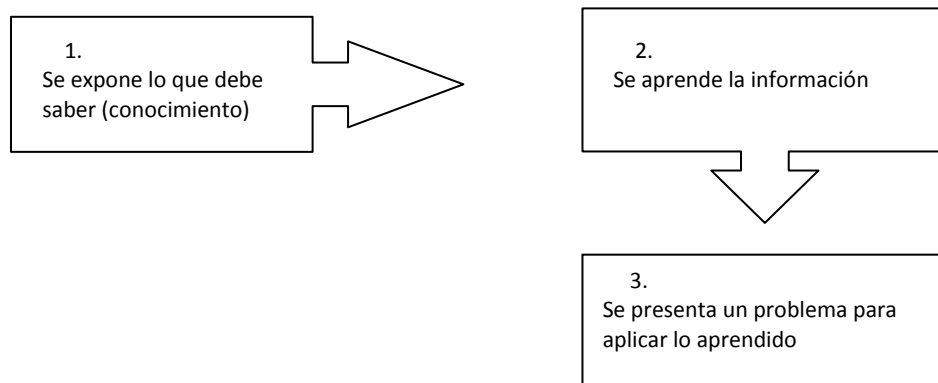 1.
Se expone lo que debe
saber (conocimiento)
2.
Se aprende la información
3.
Se presenta un problema para
aplicar lo aprendido